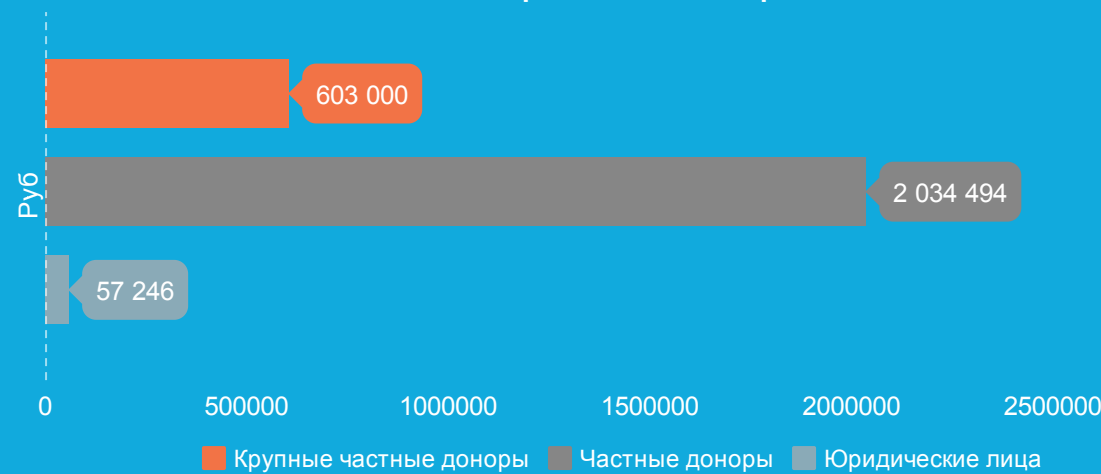 603 000
Руб
2 034 494
57 246
0 500000 1000000 1500000 2000000 2500000
Крупные частные доноры Частные доноры Юридические лица